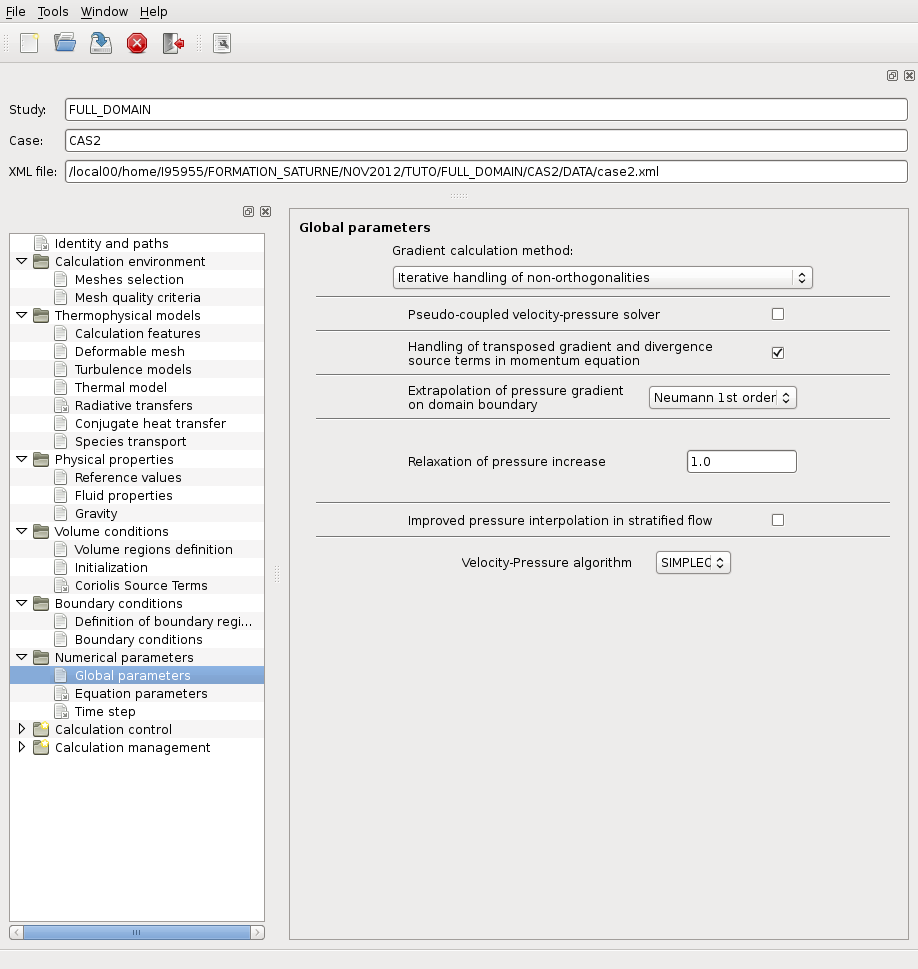 File Tools Window Help
Study: FULL_DOMAIN
Case: CAS2
XML file: /local00/home/I95955/FORMATION_SATURNE/NOV2012/TUTO/FULL_DOMAIN/CAS2/DATA/case2.xml
Identity and paths
Calculation environment
Meshes selection
Mesh quality criteria
Thermophysical models
Calculation features
Deformable mesh
Turbulence models
Thermal model
Radiative transfers
Conjugate heat transfer
Species transport
Physical properties
Reference values
Fluid properties
Gravity
Volume conditions
Volume regions definition
Initialization
Coriolis Source Terms
Boundary conditions
Definition of boundary regi...
Boundary conditions
Numerical parameters
Global parameters
Equation parameters
Time step
Calculation control
Calculation management
Global parameters
Gradient calculation method:
Iterative handling of non-orthogonalities
Pseudo-coupled velocity-pressure solver
Handling of transposed gradient and divergence
source terms in momentum equation
Extrapolation of pressure gradient
on domain boundary
Neumann 1st order
Relaxation of pressure increase
1.0
Improved pressure interpolation in stratified flow
Velocity-Pressure algorithm
SIMPLEC